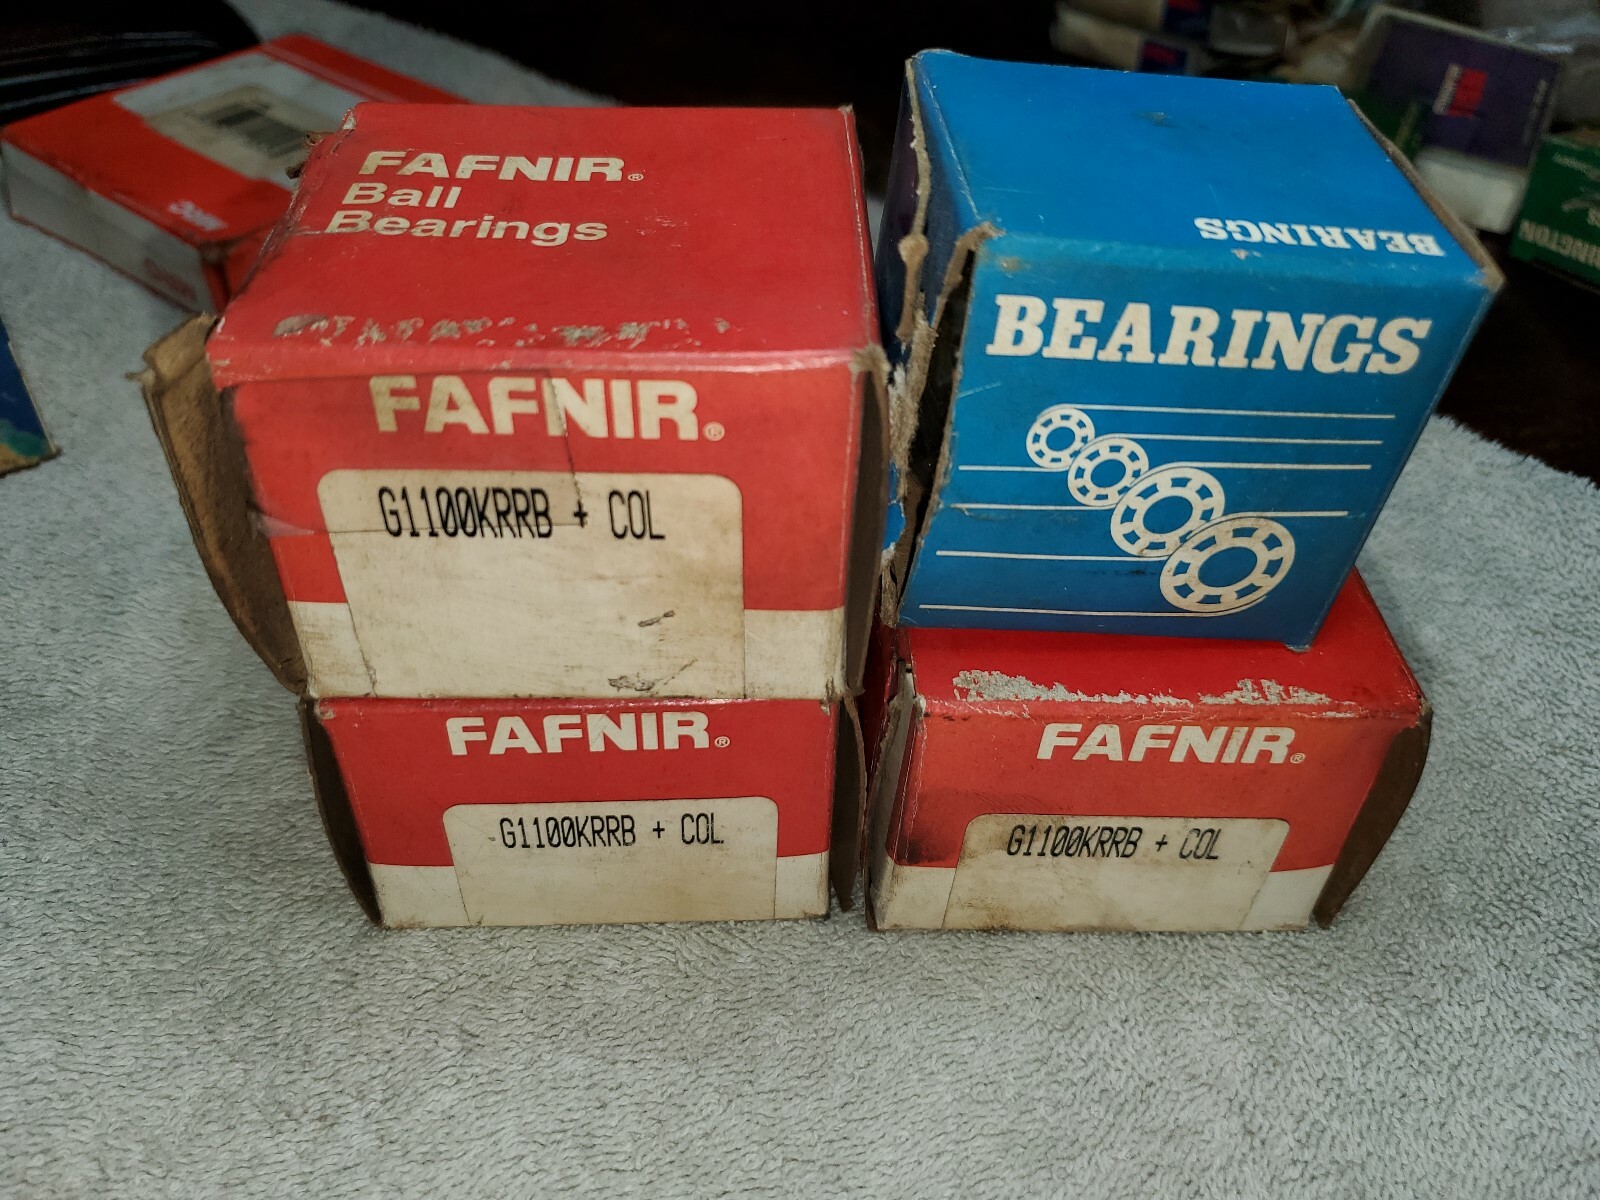 FAFNIR®
Ball
Bearings
FAFNIR®
G1100KRRB + COL
FAFNIR®
G1100KRRB + COL
BEARINGS
BEARINGS
FAFNIR®
G1100KRRB + COL